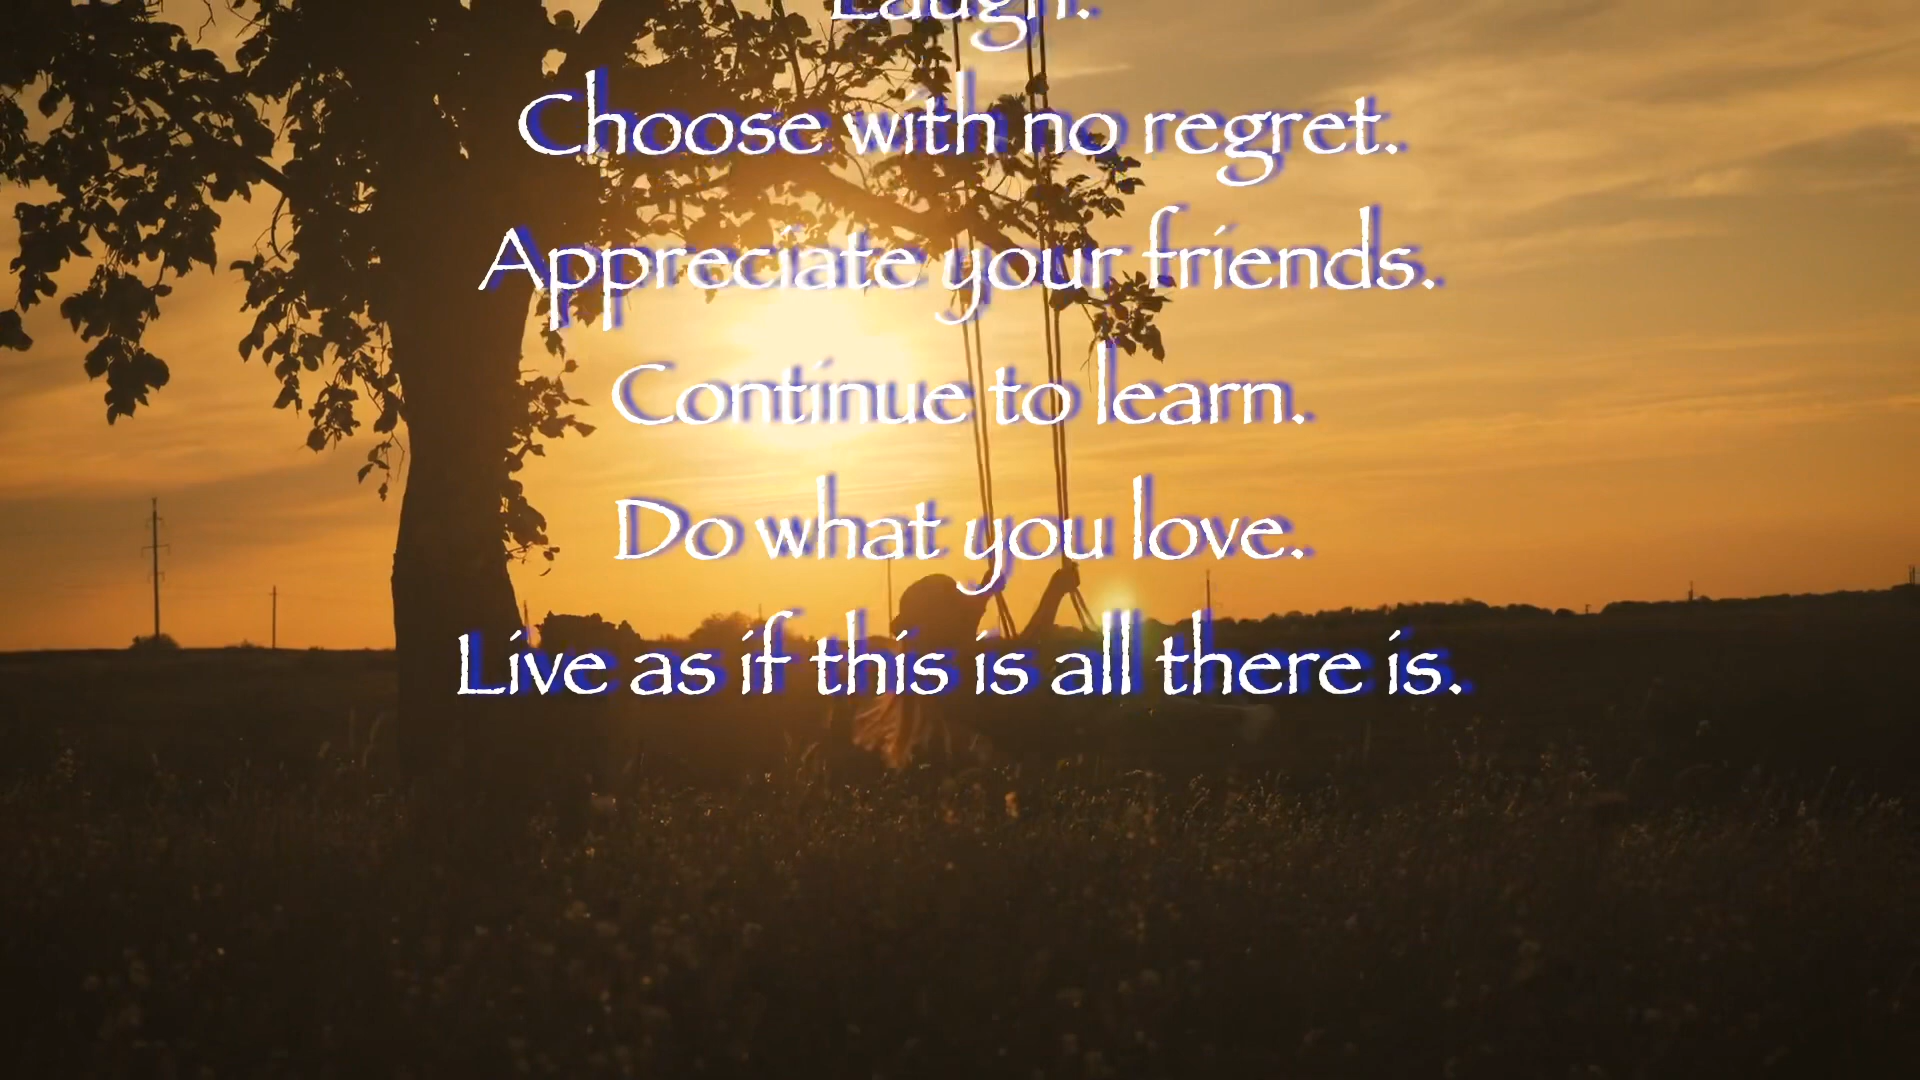 Laugh.
Choose with no regret.
Appreciate your friends.
Continue to learn.
Do what you love.
Live as if this is all there is.